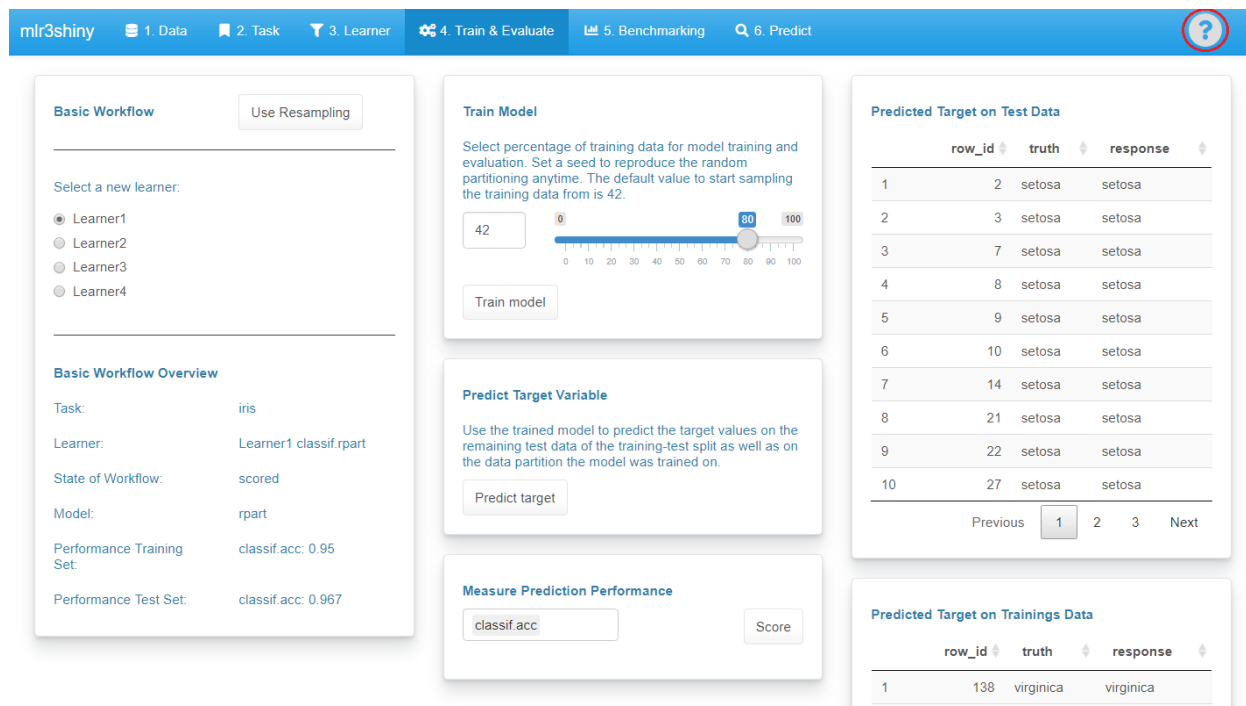 mlr3shiny 1. Data 2. Task 3. Learner 4. Train & Evaluate 5. Benchmarking 6. Predict ?
Basic Workflow Use Resampling
Select a new learner:
Learner1
Learner2
Learner3
Learner4
Basic Workflow Overview
Task: iris
Learner: Learner1 classif.rpart
State of Workflow: scored
Model: rpart
Performance Training classif.acc: 0.95
Set:
Performance Test Set: classif.acc: 0.967
Train Model
Select percentage of training data for model training and
evaluation. Set a seed to reproduce the random
partitioning anytime. The default value to start sampling
the training data from is 42.
42 0 80 100
0 10 20 30 40 50 60 70 80 90 100
Train model
Predict Target Variable
Use the trained model to predict the target values on the
remaining test data of the training-test split as well as on
the data partition the model was trained on.
Predict target
Measure Prediction Performance
classif.acc Score
Predicted Target on Test Data
row_id truth response
1 2 setosa setosa
2 3 setosa setosa
3 7 setosa setosa
4 8 setosa setosa
5 9 setosa setosa
6 10 setosa setosa
7 14 setosa setosa
8 21 setosa setosa
9 22 setosa setosa
10 27 setosa setosa
Previous 1 2 3 Next
Predicted Target on Trainings Data
row_id truth response
1 138 virginica virginica